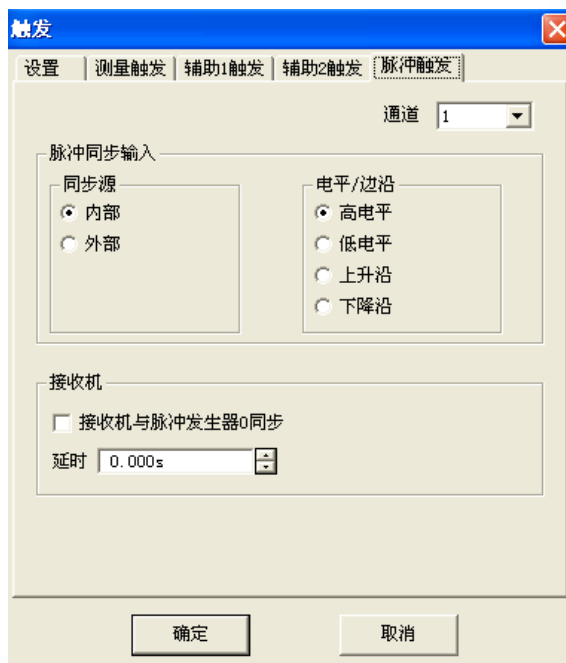 触发
设置 测量触发 辅助1触发 辅助2触发 脉冲触发
通道 1
脉冲同步输入
同步源 电平/边沿
内部 高电平
外部 低电平
上升沿
下降沿
接收机
接收机与脉冲发生器0同步
延时 0.000s
确定 取消